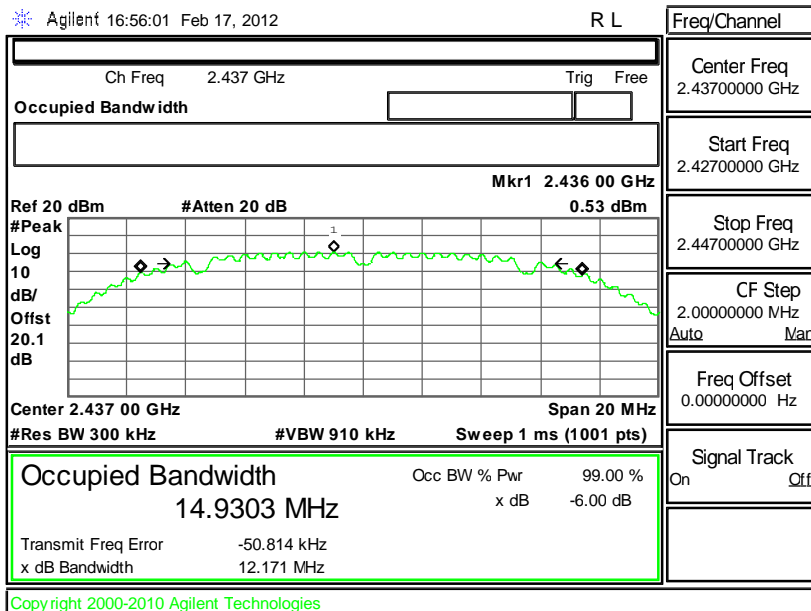 Agilent 16:56:01 Feb 17, 2012 R L
Freq/Channel
Ch Freq 2.437 GHz Trig Free
Occupied Bandwidth
Center Freq
2.43700000 GHz
Start Freq
2.42700000 GHz
Mkr1 2.436 00 GHz
Ref 20 dBm #Atten 20 dB 0.53 dBm
#Peak
Log
10
dB/
Offst
20.1
dB
1
Stop Freq
2.44700000 GHz
CF Step
2.00000000 MHz
Auto Man
Freq Offset
0.00000000 Hz
Center 2.437 00 GHz Span 20 MHz
#Res BW 300 kHz #VBW 910 kHz Sweep 1 ms (1001 pts)
Signal Track
On Off
Occupied Bandwidth Occ BW % Pwr 99.00 %
14.9303 MHz x dB -6.00 dB
Transmit Freq Error -50.814 kHz
x dB Bandwidth 12.171 MHz
Copyright 2000-2010 Agilent Technologies